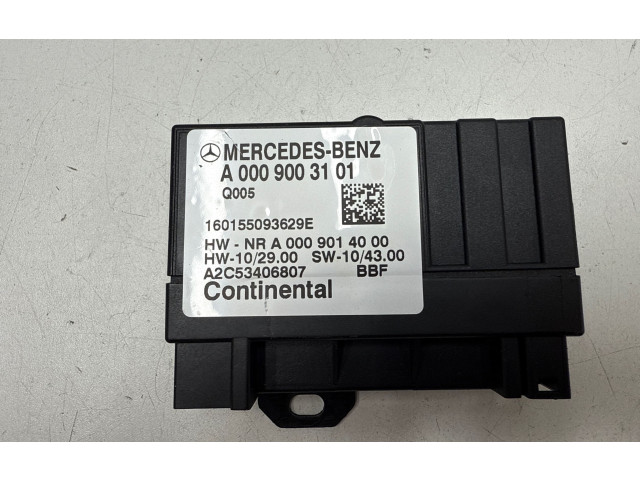 MERCEDES-BENZ
A 000 900 31 01
Q005
160155093629E
HW - NR A 000 901 40 00
HW-10/29.00 SW-10/43.00
A2C53406807 BBF
Continental